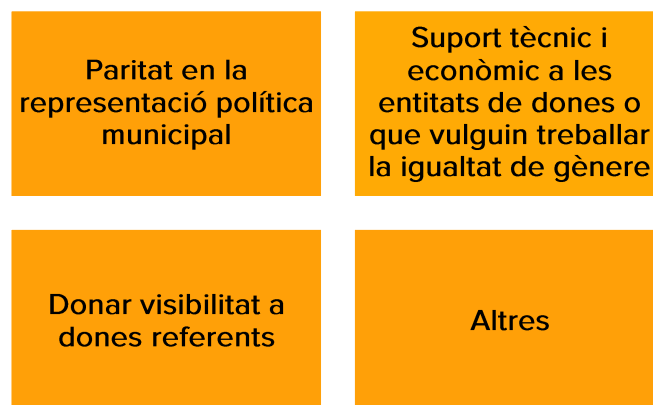 Paritat en la
representació política
municipal
Suport tècnic i
econòmic a les
entitats de dones o
que vulguin treballar
la igualtat de gènere
Donar visibilitat a
dones referents
Altres